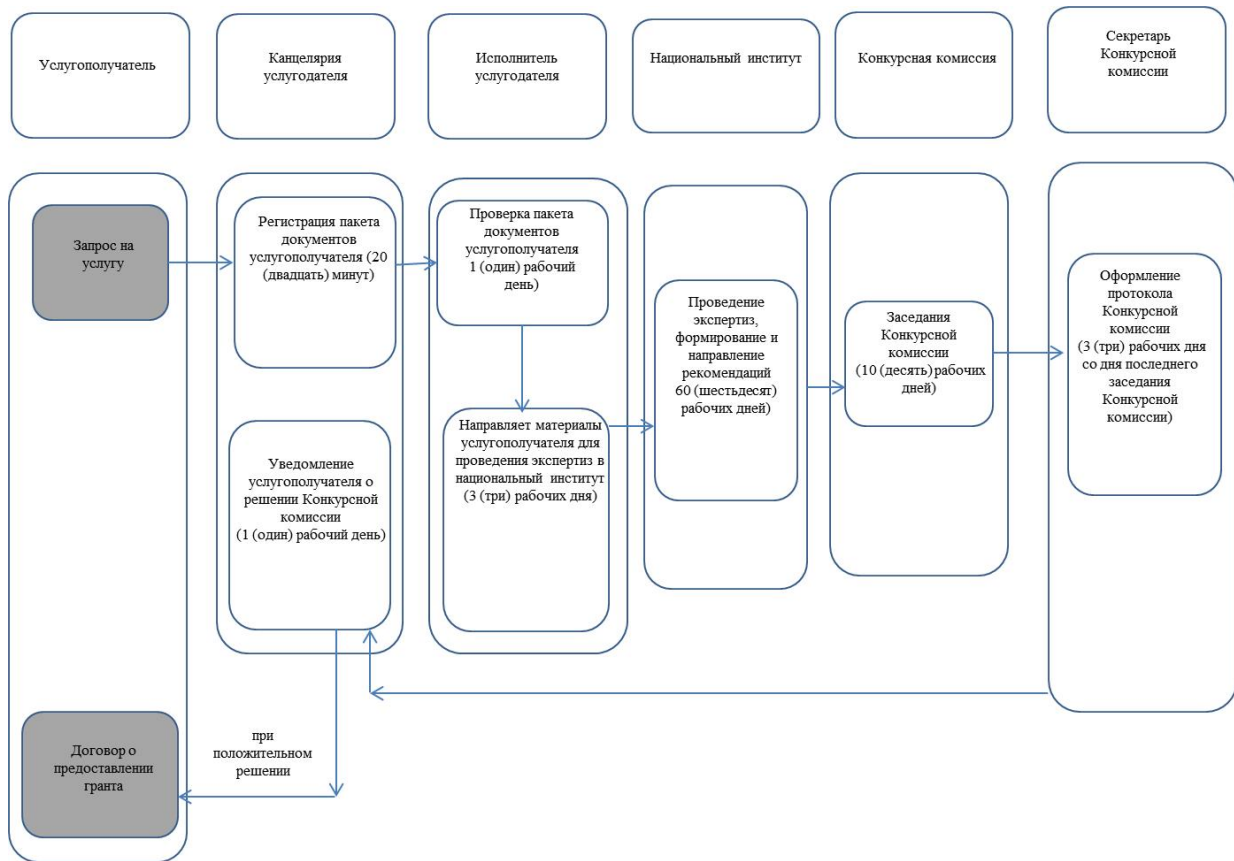 Услугополучатель
Канцелярия
услугодателя
Исполнитель
услугодателя
Национальный институт
Конкурсная комиссия
Секретарь
Конкурсной
комиссии
Запрос на
услугу
Регистрация пакета
документов
услугополучателя (20
(двадцать) минут)
Проверка пакета
документов
услугополучателя
1 (один) рабочий
день)
Проведение
экспертиз,
формирование и
направление
рекомендаций
60 (шестьдесят)
рабочих дней)
Заседания
Конкурсной
комиссии
(10 (десять)рабочих
дней)
Оформление
протокола
Конкурсной
комиссии
(3 (три) рабочих дня
со дня последнего
заседания
Конкурсной
комиссии)
Уведомление
услугополучателя о
решении Конкурсной
комиссии
(1 (один) рабочий день)
Направляет материалы
услугополучателя для
проведения экспертиз в
национальный институт
(3 (три) рабочих дня)
Договор о
предоставлении
гранта
при
положительном
решении